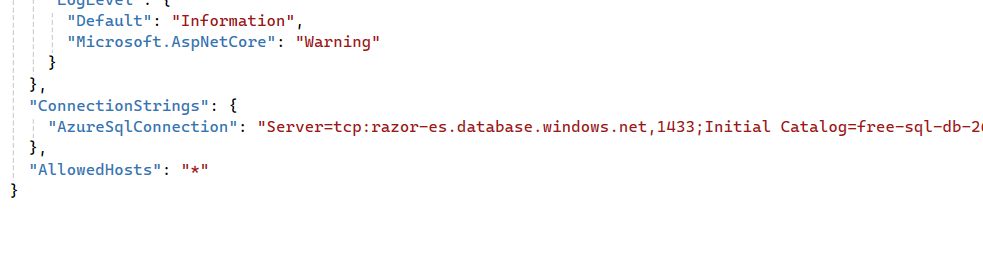 "LogLevel": {
"Default": "Information",
"Microsoft.AspNetCore": "Warning"
}
},
"ConnectionStrings": {
"AzureSqlConnection": "Server=tcp:razor-es.database.windows.net,1433;Initial Catalog=free-sql-db-2
},
"AllowedHosts": "*"
}